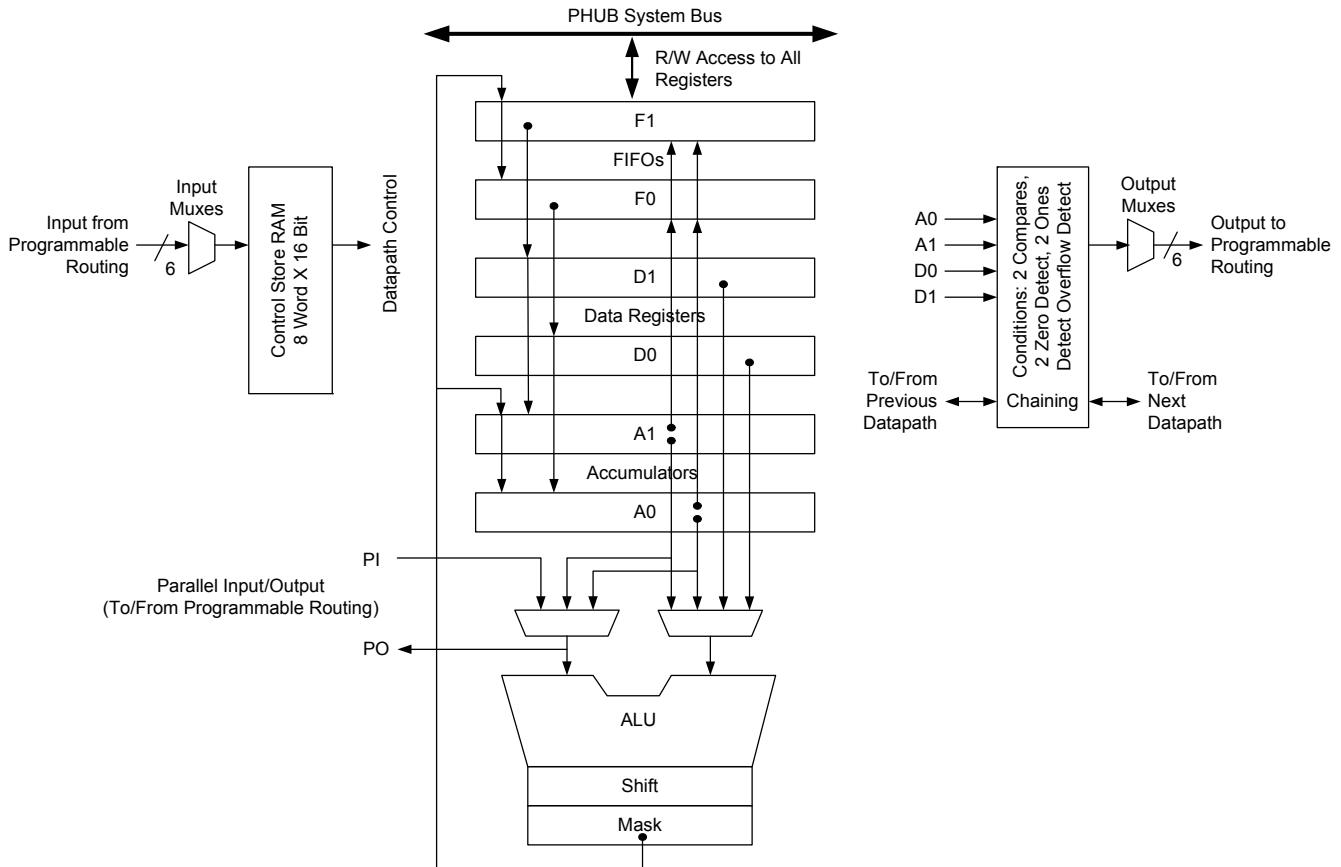 PHUB System Bus
R/W Access to All
Registers
F1
FIFOs
F0
D1
Data Registers
D0
A1
Accumulators
A0
Input from
Programmable
Routing
6
Input
Muxes
Control Store RAM
8 Word X 16 Bit
Datapath Control
A0
A1
D0
D1
Conditions: 2 Compares,
2 Zero Detect, 2 Ones
Detect Overflow Detect
Output
Muxes
6
Output to
Programmable
Routing
To/From
Previous
Datapath
Chaining
To/From
Next
Datapath
PI
Parallel Input/Output
(To/From Programmable Routing)
PO
ALU
Shift
Mask